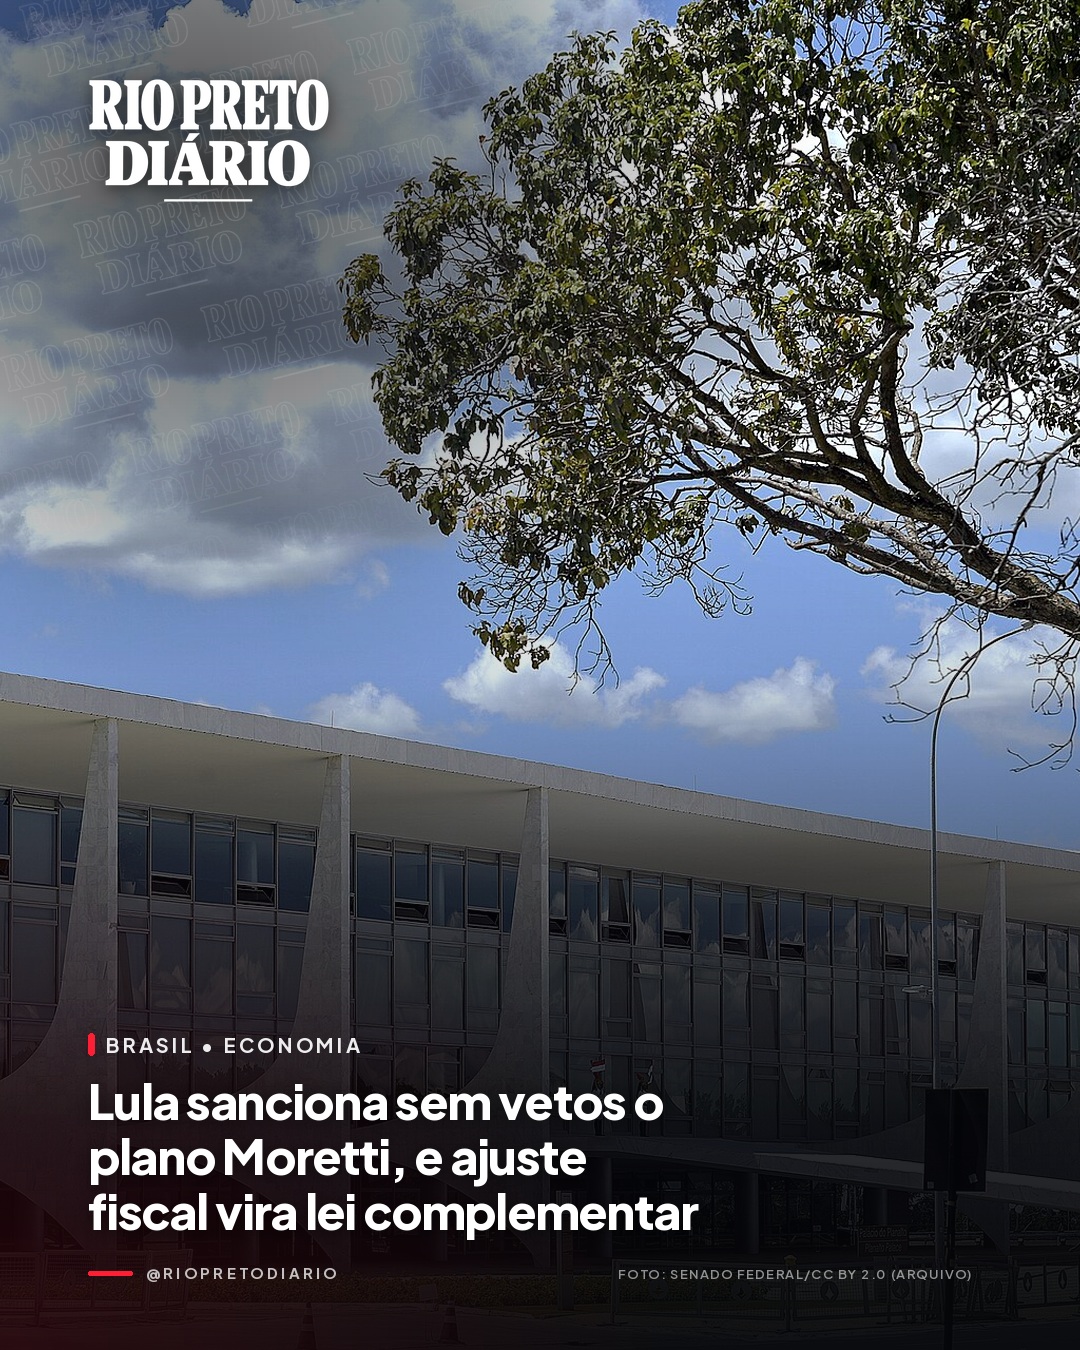 RIO PRETO
DIÁRIO
BRASIL • ECONOMIA
Lula sanciona sem vetos o
plano Moretti, e ajuste
fiscal vira lei complementar
@RIOPRETODIARIO
FOTO: SENADO FEDERAL/CC BY 2.0 (ARQUIVO)